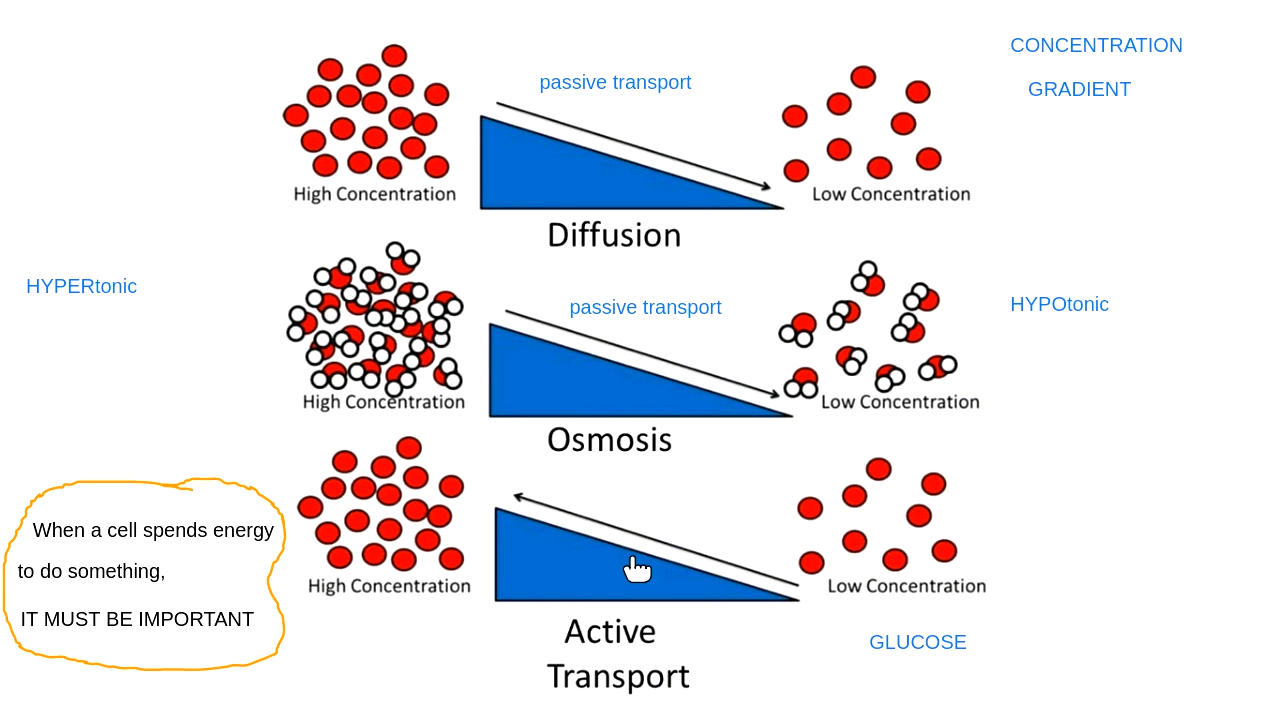 CONCENTRATION
GRADIENT
passive transport
High Concentration
Low Concentration
Diffusion
HYPERtonic
passive transport
HYPOtonic
High Concentration
Low Concentration
Osmosis
When a cell spends energy
to do something,
IT MUST BE IMPORTANT
High Concentration
Low Concentration
Active
Transport
GLUCOSE